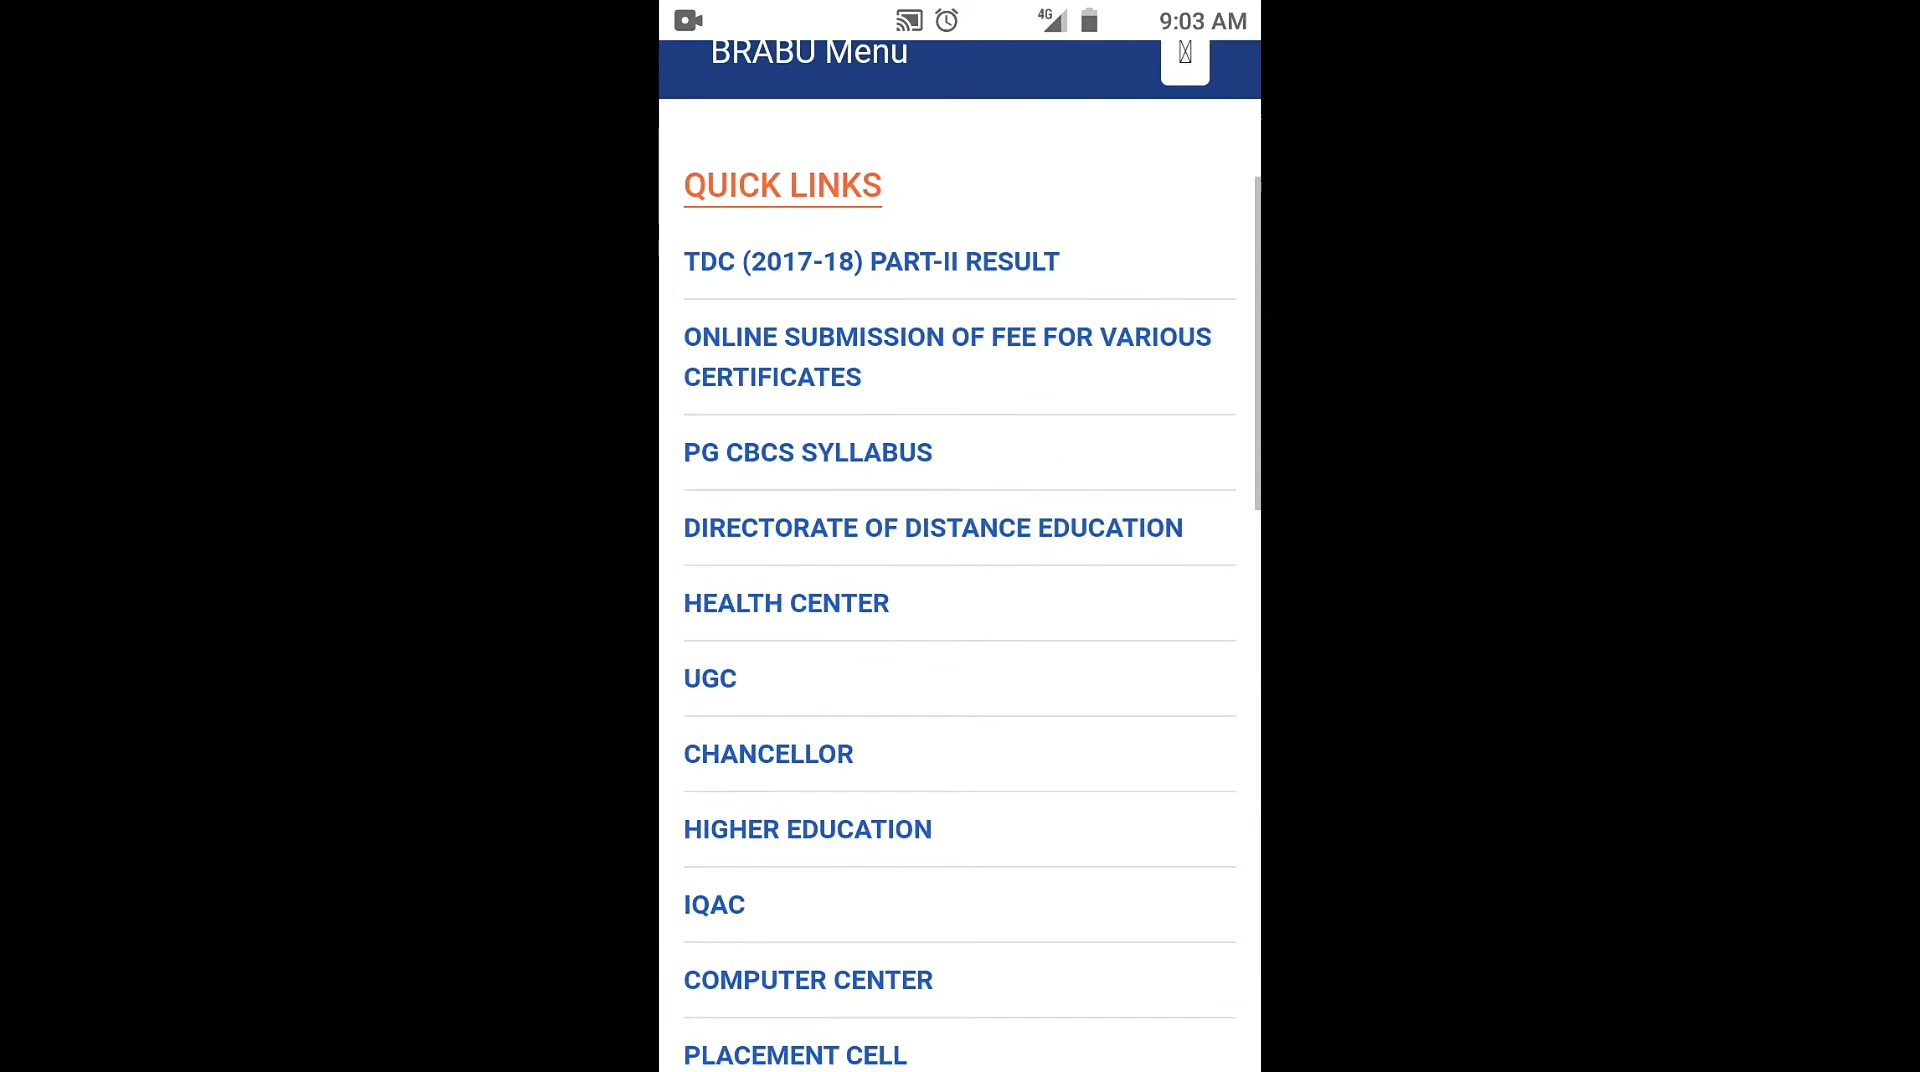 4G
9:03 AM
BRABU Menu
QUICK LINKS
TDC (2017-18) PART-II RESULT
ONLINE SUBMISSION OF FEE FOR VARIOUS
CERTIFICATES
PG CBCS SYLLABUS
DIRECTORATE OF DISTANCE EDUCATION
HEALTH CENTER
UGC
CHANCELLOR
HIGHER EDUCATION
IQAC
COMPUTER CENTER
PLACEMENT CELL